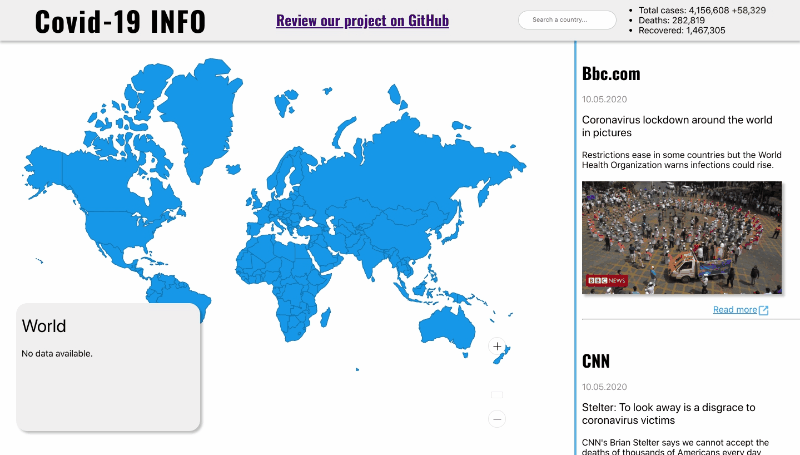 Covid-19 INFO
Review our project on GitHub
Search a country...
Total cases: 4,156,608 +58,329
Deaths: 282,819
Recovered: 1,467,305
World
No data available.
+
−
Bbc.com
10.05.2020
Coronavirus lockdown around the world
in pictures
Restrictions ease in some countries but the World
Health Organization warns infections could rise.
BBC NEWS
Read more
CNN
10.05.2020
Stelter: To look away is a disgrace to
coronavirus victims
CNN's Brian Stelter says we cannot accept the
deaths of thousands of Americans every day